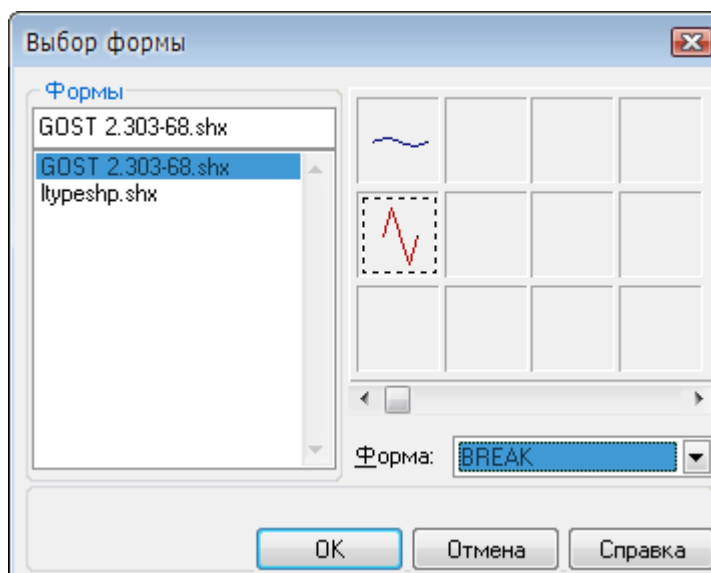 Выбор формы
Формы
GOST 2.303-68.shx
GOST 2.303-68.shx
ltypeshp.shx
Форма: BREAK
OK Отмена Справка